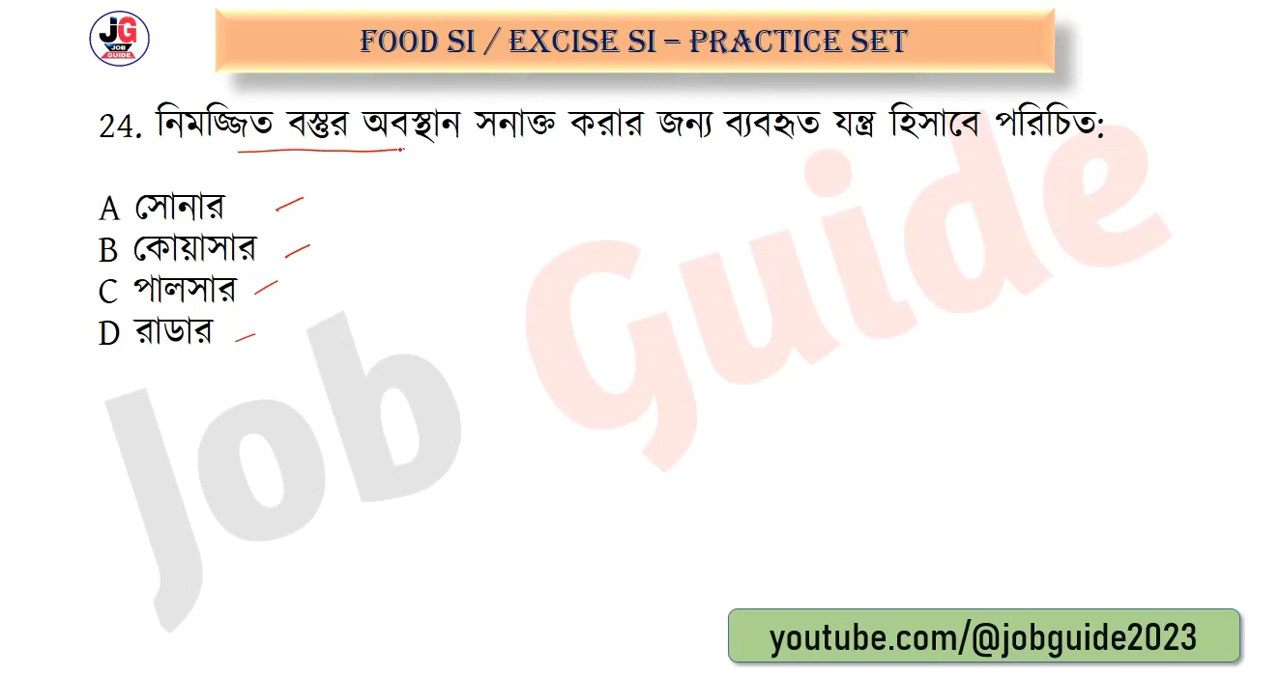 JG
JOB
GUIDE
FOOD SI / EXCISE SI – PRACTICE SET
24. নিমজ্জিত বস্তুর অবস্থান সনাক্ত করার জন্য ব্যবহৃত যন্ত্র হিসাবে পরিচিত:
A সোনার
B কোয়াসার
C পালসার
D রাডার
Job Guide
youtube.com/@jobguide2023